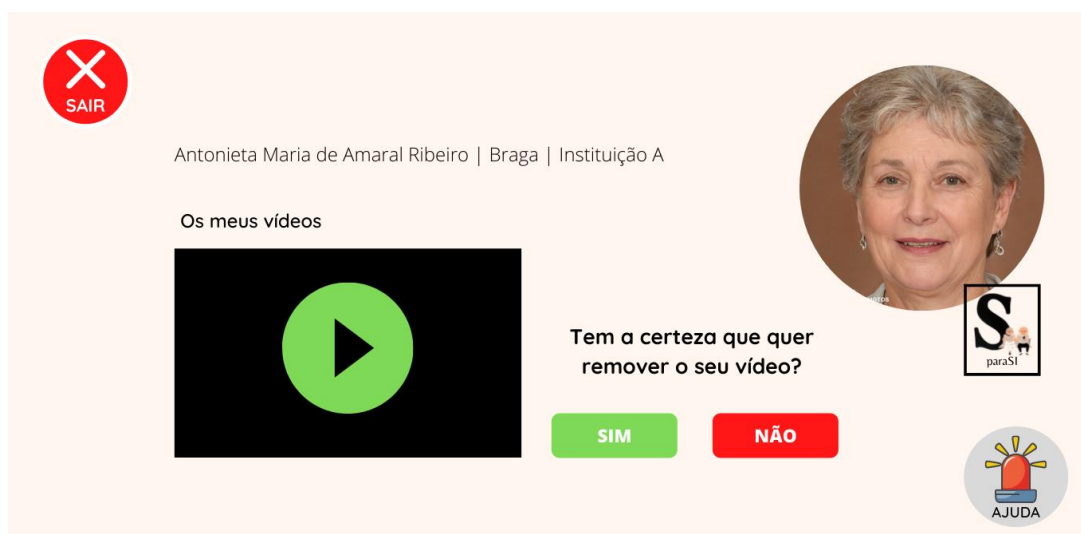 SAIR
Antonieta Maria de Amaral Ribeiro | Braga | Instituição A
Os meus vídeos
Tem a certeza que quer
remover o seu vídeo?
S
paraSI
SIM
NÃO
AJUDA